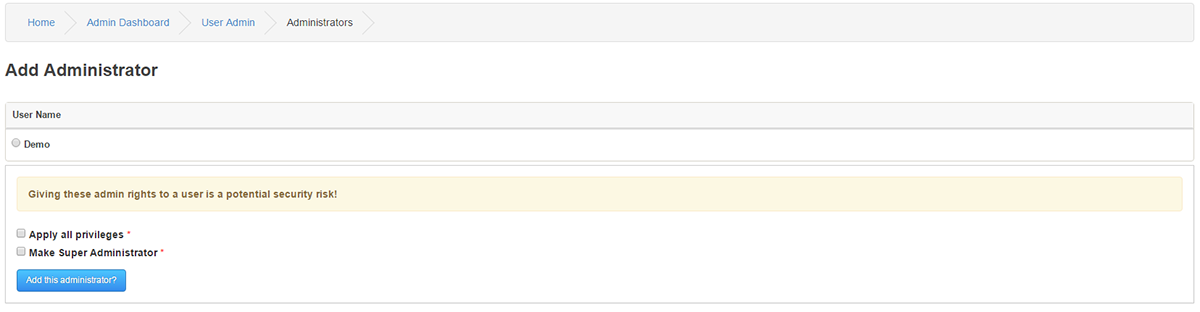 Home Admin Dashboard User Admin Administrators
Add Administrator
User Name
Demo
Giving these admin rights to a user is a potential security risk!
Apply all privileges *
Make Super Administrator *
Add this administrator?